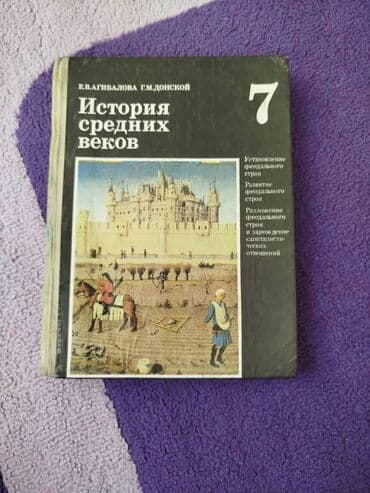 Е.В.АГИБАЛОВА Г.М.ДОНСКОЙ
История
средних
веков
7
Установление
феодального
строя
Развитие
феодального
строя
Разложение
феодального
строя
и зарождение
капиталисти-
ческих
отношений